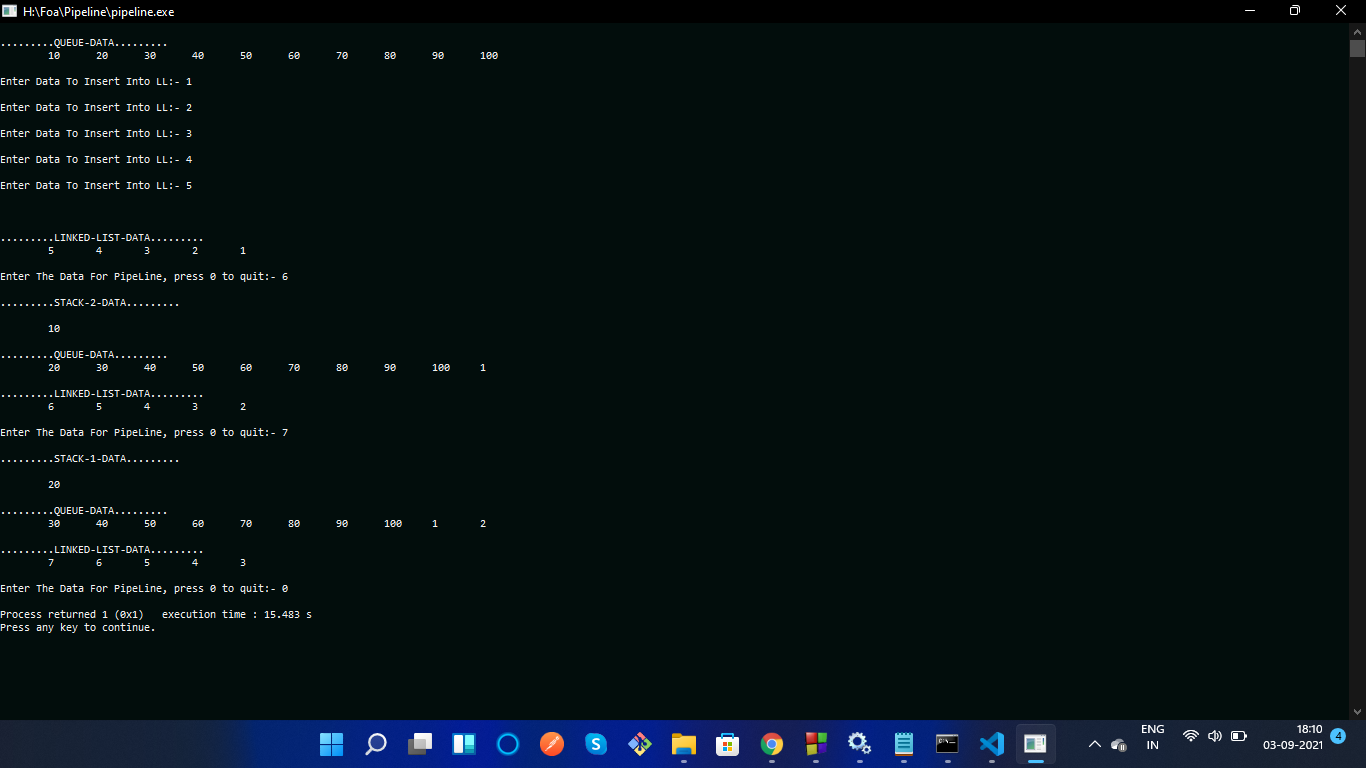 H:\Foa\Pipeline\pipeline.exe
.........QUEUE-DATA.........
10 20 30 40 50 60 70 80 90 100
Enter Data To Insert Into LL:- 1
Enter Data To Insert Into LL:- 2
Enter Data To Insert Into LL:- 3
Enter Data To Insert Into LL:- 4
Enter Data To Insert Into LL:- 5
.........LINKED-LIST-DATA.........
5 4 3 2 1
Enter The Data For PipeLine, press 0 to quit:- 6
.........STACK-2-DATA.........
10
.........QUEUE-DATA.........
20 30 40 50 60 70 80 90 100 1
.........LINKED-LIST-DATA.........
6 5 4 3 2
Enter The Data For PipeLine, press 0 to quit:- 7
.........STACK-1-DATA.........
20
.........QUEUE-DATA.........
30 40 50 60 70 80 90 100 1 2
.........LINKED-LIST-DATA.........
7 6 5 4 3
Enter The Data For PipeLine, press 0 to quit:- 0
Process returned 1 (0x1) execution time : 15.483 s
Press any key to continue.
ENG
IN
18:10
03-09-2021
4